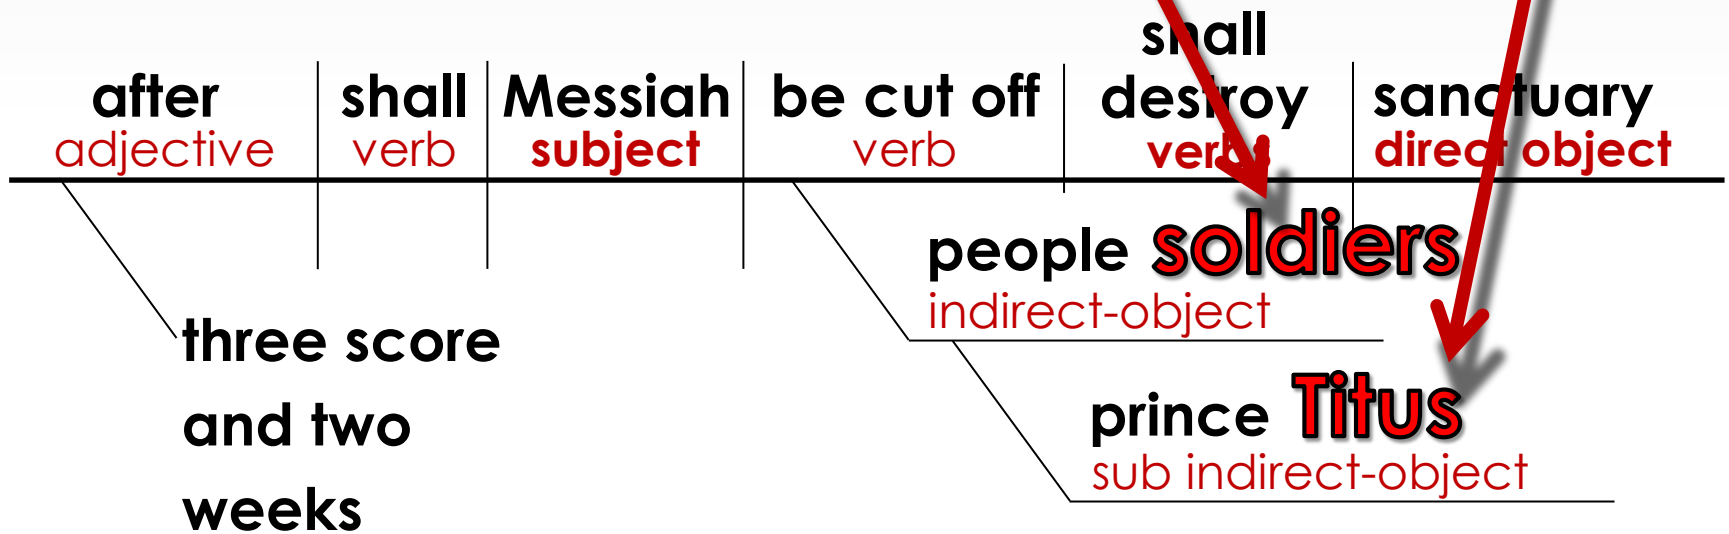 after shall Messiah be cut off shall destroy sanctuary
adjective verb subject verb verbs direct object
people soldiers
indirect-object
three score
and two
weeks
prince Titus
sub indirect-object